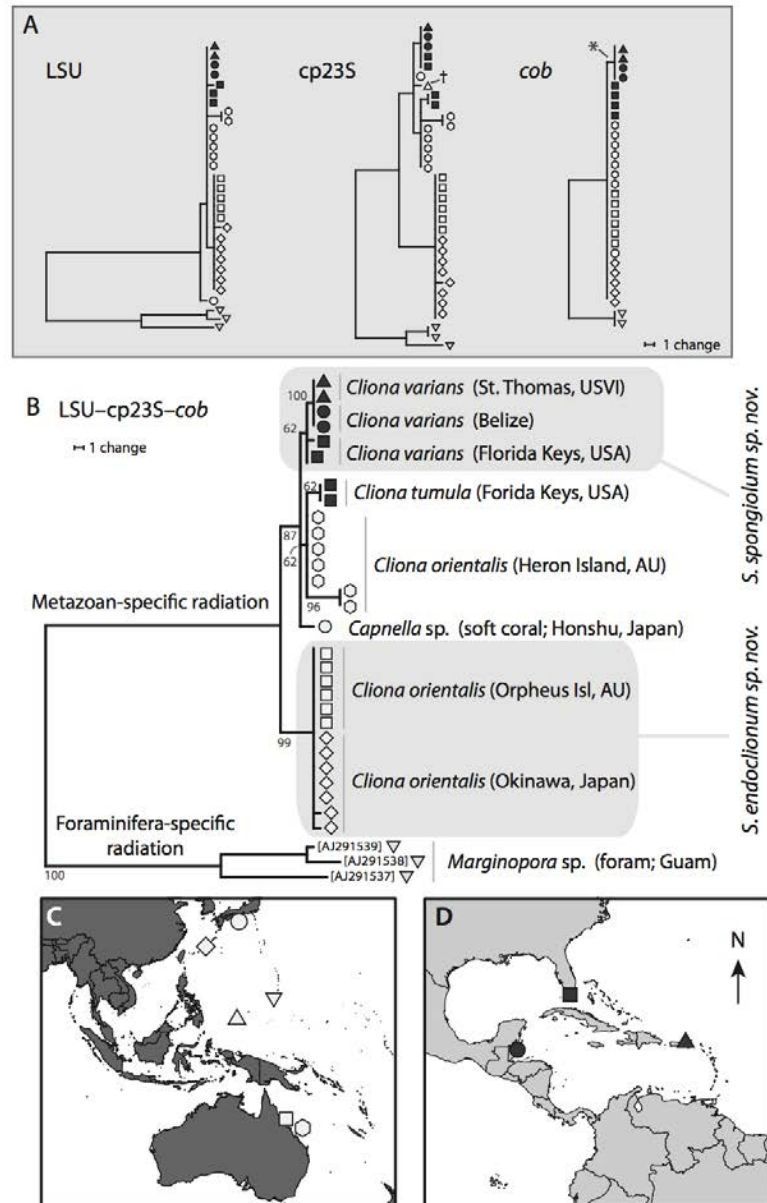 A
LSU
cp23S
cob
*
†
1 change
B
LSU–cp23S–cob
1 change
100
62
Cliona varians (St. Thomas, USVI)
Cliona varians (Belize)
Cliona varians (Florida Keys, USA)
62
Cliona tumula (Forida Keys, USA)
87
62
Cliona orientalis (Heron Island, AU)
96
Metazoan-specific radiation
Capnella sp. (soft coral; Honshu, Japan)
Cliona orientalis (Orpheus Isl, AU)
99
Cliona orientalis (Okinawa, Japan)
Foraminifera-specific
radiation
100
[AJ291539]
[AJ291538]
[AJ291537]
Marginopora sp. (foram; Guam)
S. spongiolum sp. nov.
S. endoclionum sp. nov.
C
D
N